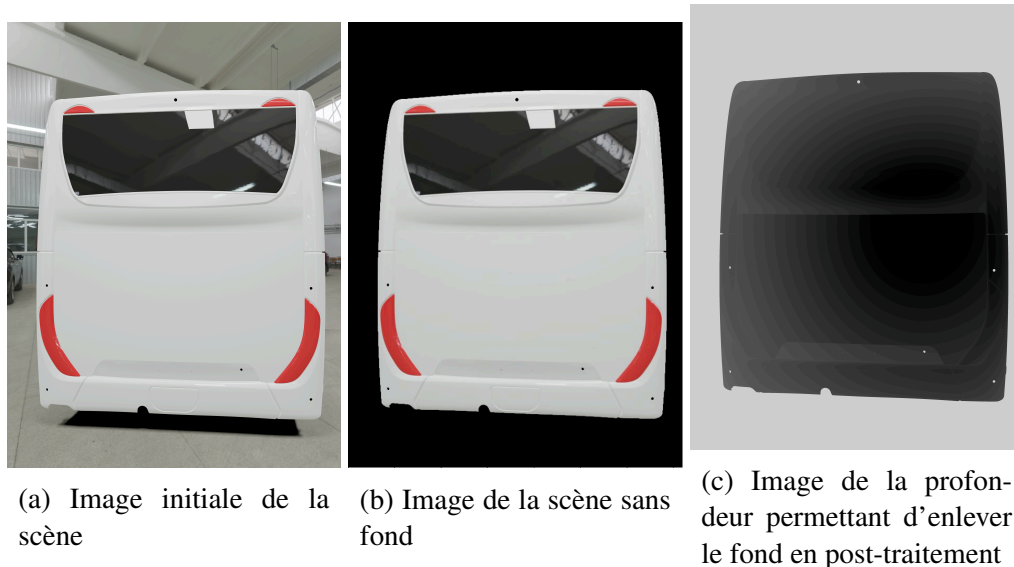 (a) Image initiale de la
scène
(b) Image de la scène sans
fond
(c) Image de la profon-
deur permettant d'enlever
le fond en post-traitement